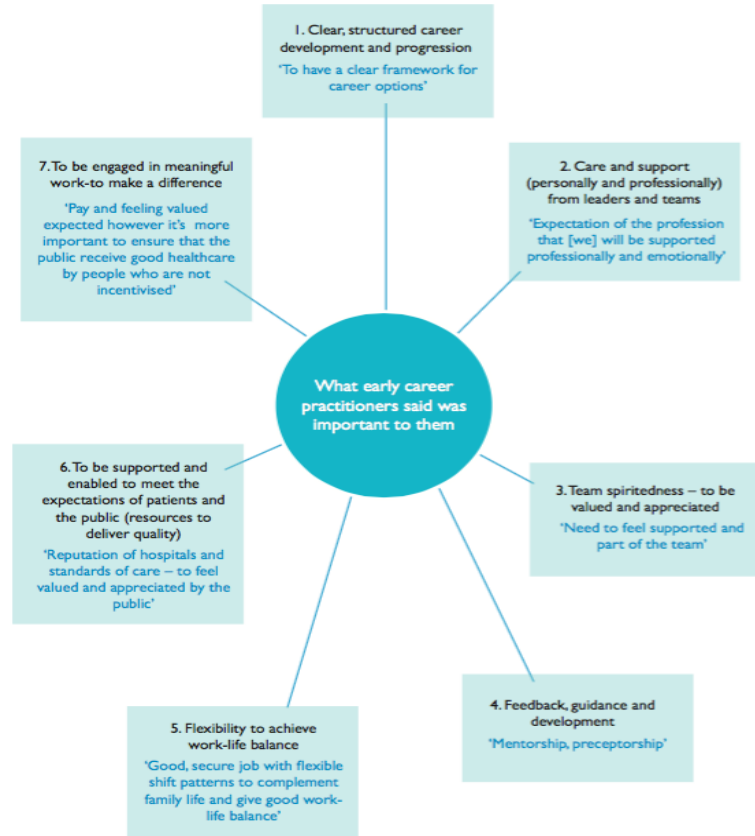 1. Clear, structured career
development and progression
‘To have a clear framework for
career options’
2. Care and support
(personally and professionally)
from leaders and teams
‘Expectation of the profession
that [we] will be supported
professionally and emotionally’
3. Team spiritedness – to be
valued and appreciated
‘Need to feel supported and
part of the team’
4. Feedback, guidance and
development
‘Mentorship, preceptorship’
5. Flexibility to achieve
work-life balance
‘Good, secure job with flexible
shift patterns to complement
family life and give good work-
life balance’
6. To be supported and
enabled to meet the
expectations of patients and
the public (resources to
deliver quality)
‘Reputation of hospitals and
standards of care – to feel
valued and appreciated by the
public’
7. To be engaged in meaningful
work-to make a difference
‘Pay and feeling valued
expected however it’s more
important to ensure that the
public receive good healthcare
by people who are not
incentivised’
What early career
practitioners said was
important to them